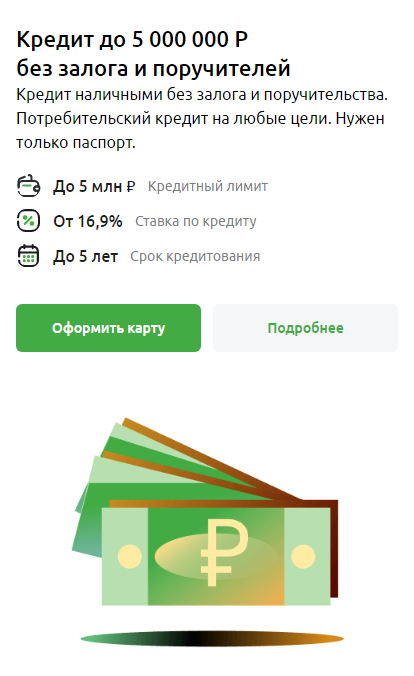 Кредит до 5 000 000 Р
без залога и поручителей
Кредит наличными без залога и поручительства.
Потребительский кредит на любые цели. Нужен
только паспорт.
До 5 млн ₽ Кредитный лимит
От 16,9% Ставка по кредиту
До 5 лет Срок кредитования
Оформить карту Подробнее
₽